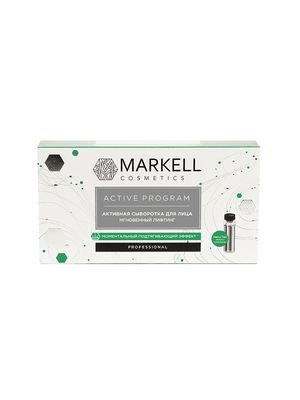 MARKELL
COSMETICS
ACTIVE PROGRAM
АКТИВНАЯ СЫВОРОТКА ДЛЯ ЛИЦА
МГНОВЕННЫЙ ЛИФТИНГ
МОМЕНТАЛЬНЫЙ ПОДТЯГИВАЮЩИЙ ЭФФЕКТ
PROFESSIONAL